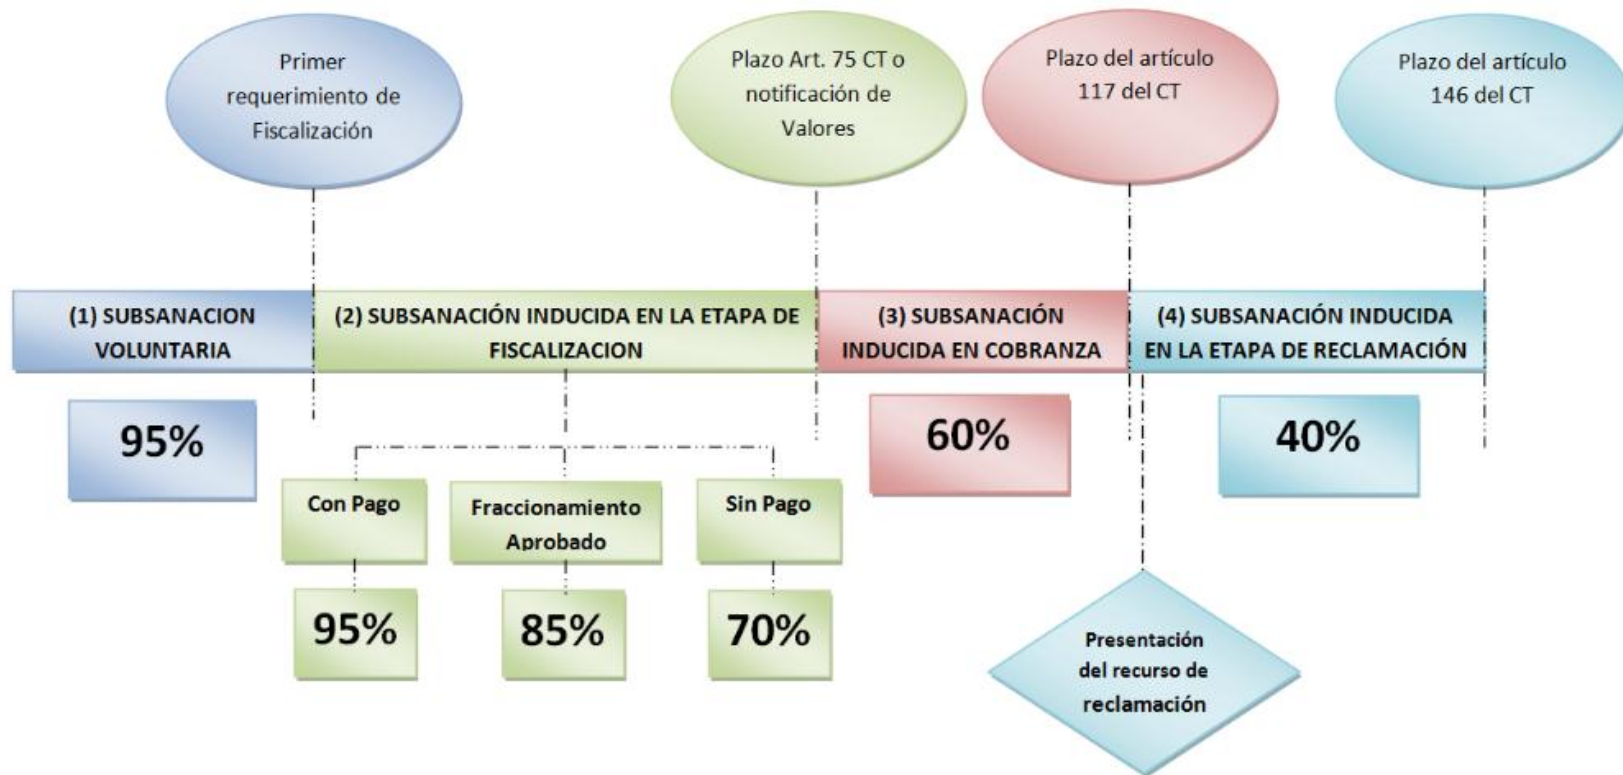 Primer
requerimiento de
Fiscalización
Plazo Art. 75 CT o
notificación de
Valores
Plazo del artículo
117 del CT
Plazo del artículo
146 del CT
(1) SUBSANACION
VOLUNTARIA
(2) SUBSANACIÓN INDUCIDA EN LA ETAPA DE
FISCALIZACION
(3) SUBSANACIÓN
INDUCIDA EN COBRANZA
(4) SUBSANACIÓN INDUCIDA
EN LA ETAPA DE RECLAMACIÓN
95%
60%
40%
Con Pago
Fraccionamiento
Aprobado
Sin Pago
95%
85%
70%
Presentación
del recurso de
reclamación